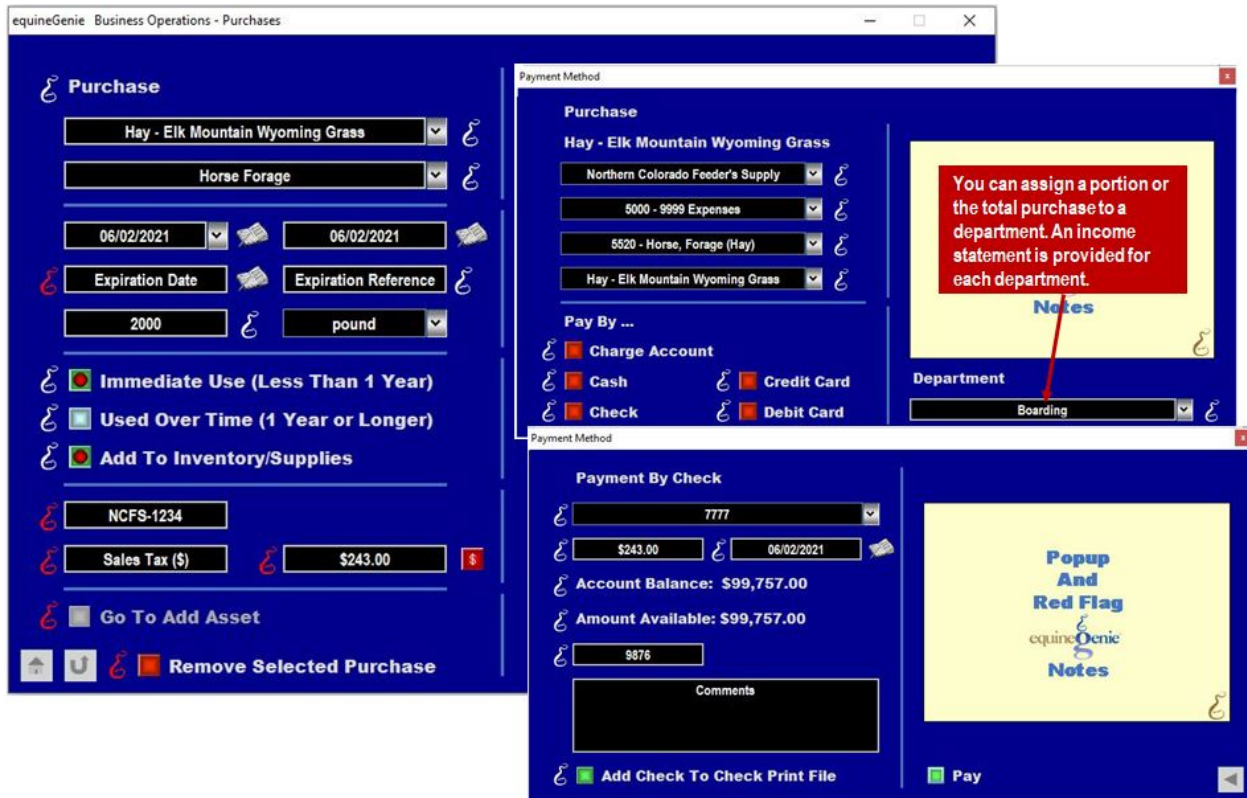 equineGenie Business Operations - Purchases
Purchase
Hay - Elk Mountain Wyoming Grass
Horse Forage
06/02/2021 06/02/2021
Expiration Date Expiration Reference
2000 pound
Immediate Use (Less Than 1 Year)
Used Over Time (1 Year or Longer)
Add To Inventory/Supplies
NCFS-1234
Sales Tax ($) $243.00 $
Go To Add Asset
Remove Selected Purchase
Payment Method
Purchase
Hay - Elk Mountain Wyoming Grass
Northern Colorado Feeder's Supply
5000 - 9999 Expenses
5520 - Horse, Forage (Hay)
Hay - Elk Mountain Wyoming Grass
Pay By ...
Charge Account
Cash Credit Card
Check Debit Card
You can assign a portion or
the total purchase to a
department. An income
statement is provided for
each department.
Notes
Department
Boarding
Payment Method
Payment By Check
7777
$243.00 06/02/2021
Account Balance: $99,757.00
Amount Available: $99,757.00
9876
Comments
Add Check To Check Print File
Popup
And
Red Flag
equineGenie
Notes
Pay